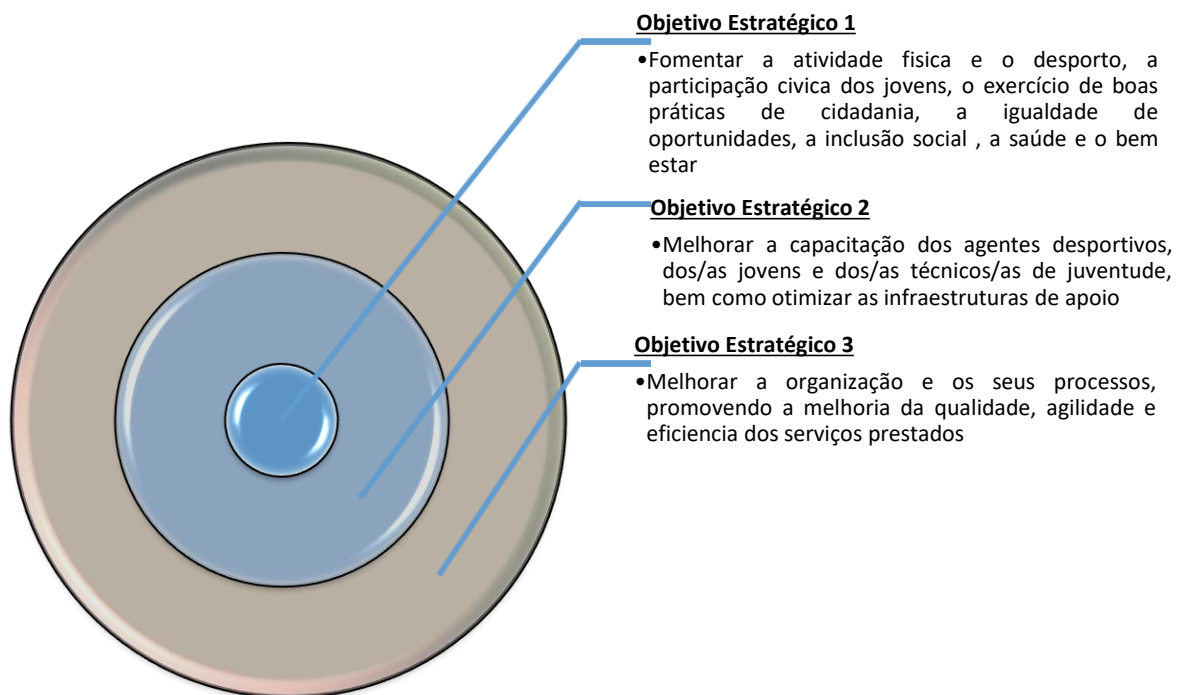 Objetivo Estratégico 1
•Fomentar a atividade fisica e o desporto, a
participação civica dos jovens, o exercício de boas
práticas de cidadania, a igualdade de
oportunidades, a inclusão social , a saúde e o bem
estar
Objetivo Estratégico 2
•Melhorar a capacitação dos agentes desportivos,
dos/as jovens e dos/as técnicos/as de juventude,
bem como otimizar as infraestruturas de apoio
Objetivo Estratégico 3
•Melhorar a organização e os seus processos,
promovendo a melhoria da qualidade, agilidade e
eficiencia dos serviços prestados